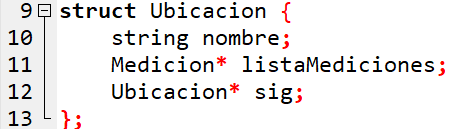 9 struct Ubicacion {
10 string nombre;
11 Medicion* listaMediciones;
12 Ubicacion* sig;
13 };